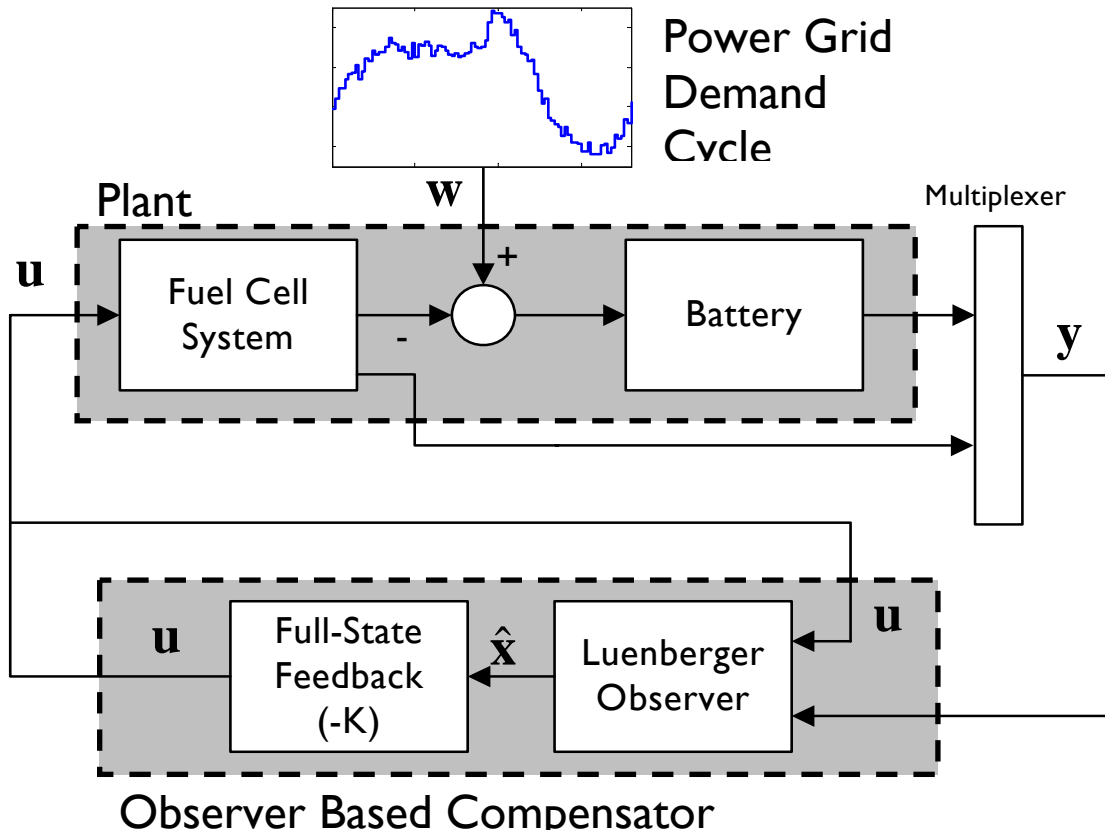 Power Grid
Demand
Cycle
w
Plant
Multiplexer
+
u
Fuel Cell
System
-
Battery
y
u
Full-State
Feedback
(-K)
x̂
Luenberger
Observer
u
Observer Based Compensator